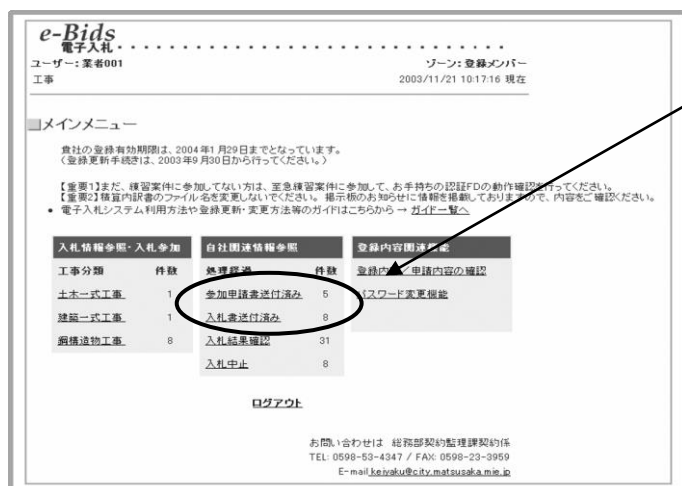 e-Bids
電子入札
ユーザー: 業者001
ゾーン: 登録メンバー
工事
2003/11/21 10:17:16 現在
メインメニュー
貴社の登録有効期限は、2004年1月29日までとなっています。
(登録更新手続きは、2003年9月30日から行ってください。)
【重要1】まだ、練習案件に参加してない方は、至急練習案件に参加して、お手持ちの認証FDの動作確認を行ってください。
【重要2】積算内訳書のファイル名を変更しないでください。 掲示板のお知らせに情報を掲載しておりますので、内容をご確認ください。
• 電子入札システム利用方法や登録更新・変更方法等のガイドはこちらから → ガイド一覧へ
入札情報参照・入札参加
工事分類 件数
土木一式工事 1
建築一式工事 1
鋼構造物工事 8
自社関連情報参照
処理経過 件数
参加申請書送付済み 5
入札書送付済み 8
入札結果確認 31
入札中止 8
登録内容関連機能
登録内容/申請内容の確認
パスワード変更機能
ログアウト
お問い合わせは 総務部契約監理課契約係
TEL: 0598-53-4347 / FAX: 0598-23-3959
E-mail keiyaku@city.matsusaka.mie.jp